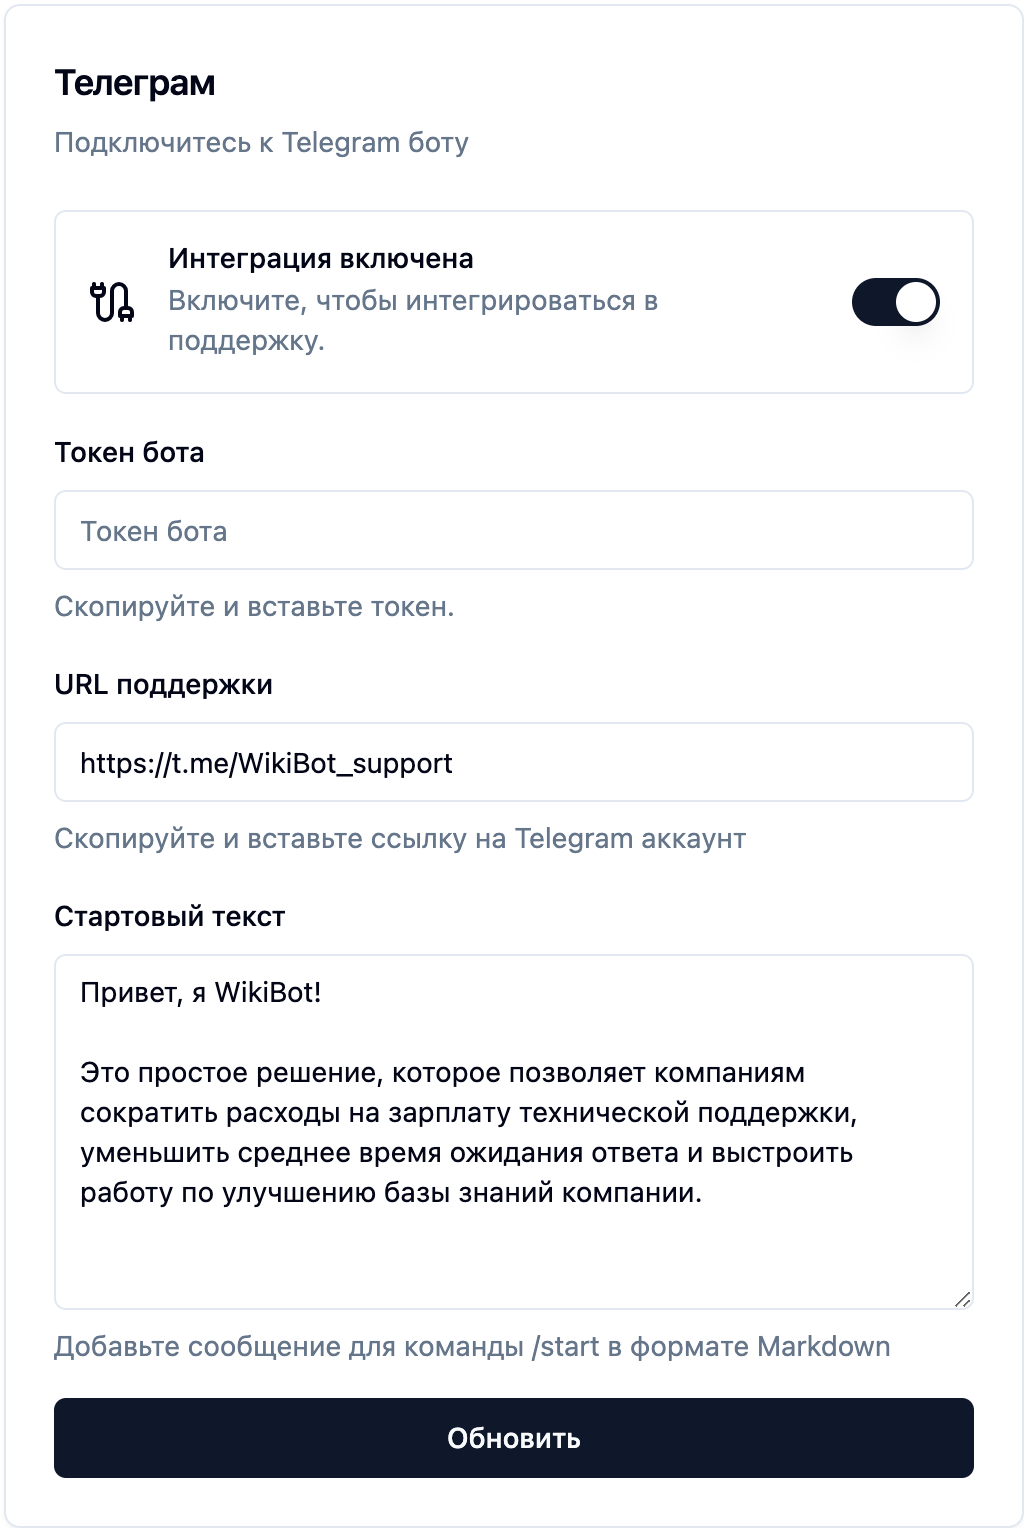 Телеграм
Подключитесь к Telegram боту
Интеграция включена
Включите, чтобы интегрироваться в
поддержку.
Токен бота
Токен бота
Скопируйте и вставьте токен.
URL поддержки
https://t.me/WikiBot_support
Скопируйте и вставьте ссылку на Telegram аккаунт
Стартовый текст
Привет, я WikiBot!
Это простое решение, которое позволяет компаниям
сократить расходы на зарплату технической поддержки,
уменьшить среднее время ожидания ответа и выстроить
работу по улучшению базы знаний компании.
Добавьте сообщение для команды /start в формате Markdown
Обновить